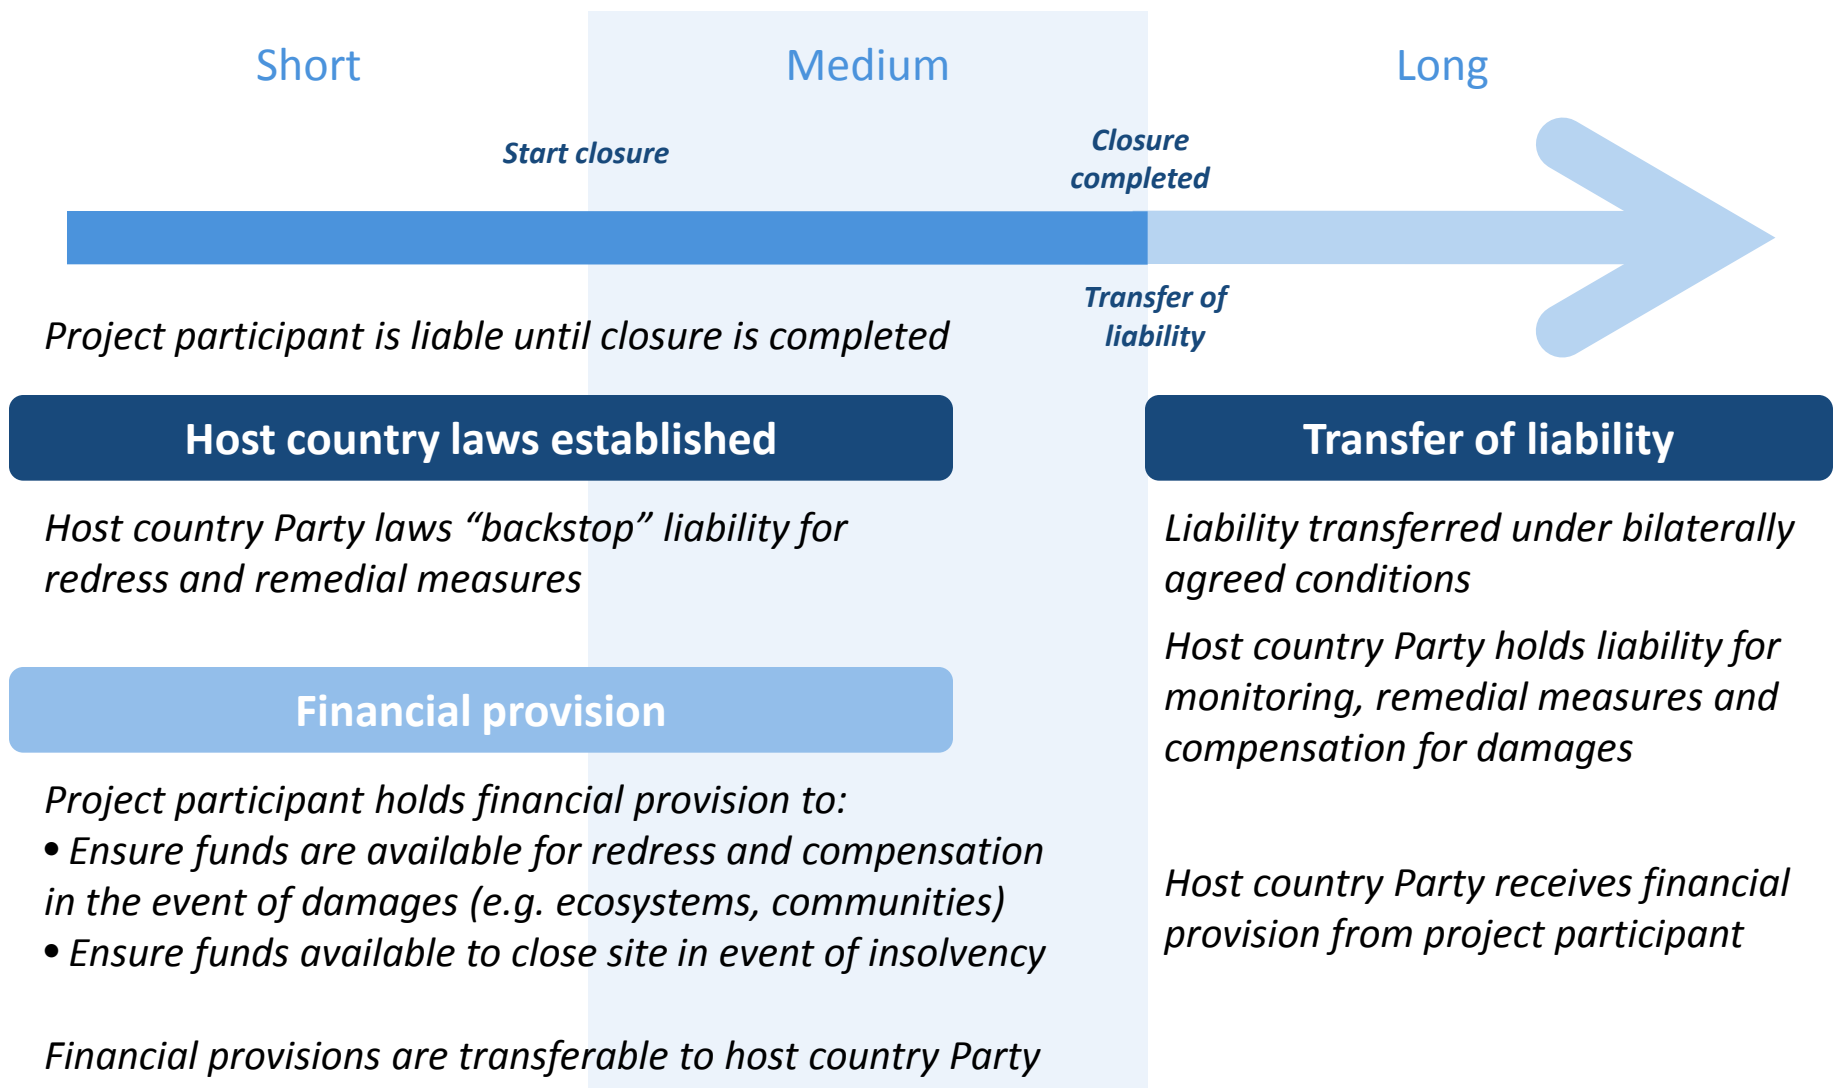 Short
Medium
Long
Start closure
Closure
completed
Transfer of
liability
Project participant is liable until closure is completed
Host country laws established
Host country Party laws “backstop” liability for
redress and remedial measures
Financial provision
Project participant holds financial provision to:
• Ensure funds are available for redress and compensation
in the event of damages (e.g. ecosystems, communities)
• Ensure funds available to close site in event of insolvency
Financial provisions are transferable to host country Party
Transfer of liability
Liability transferred under bilaterally
agreed conditions
Host country Party holds liability for
monitoring, remedial measures and
compensation for damages
Host country Party receives financial
provision from project participant